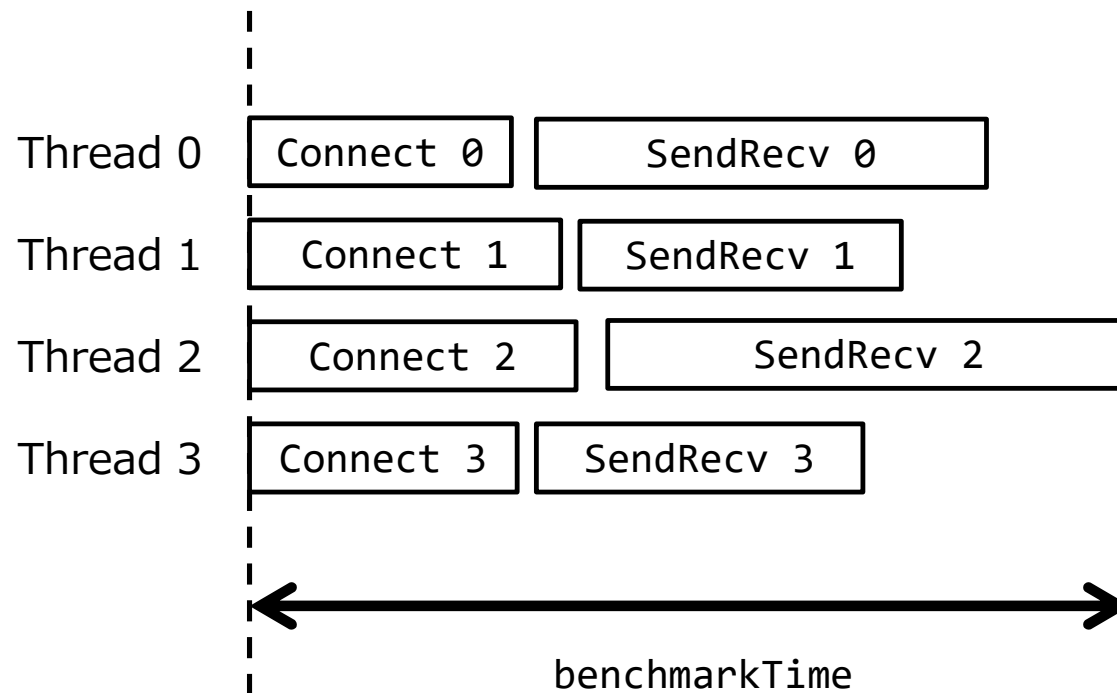 Thread 0 Connect 0 SendRecv 0
Thread 1 Connect 1 SendRecv 1
Thread 2 Connect 2 SendRecv 2
Thread 3 Connect 3 SendRecv 3
benchmarkTime